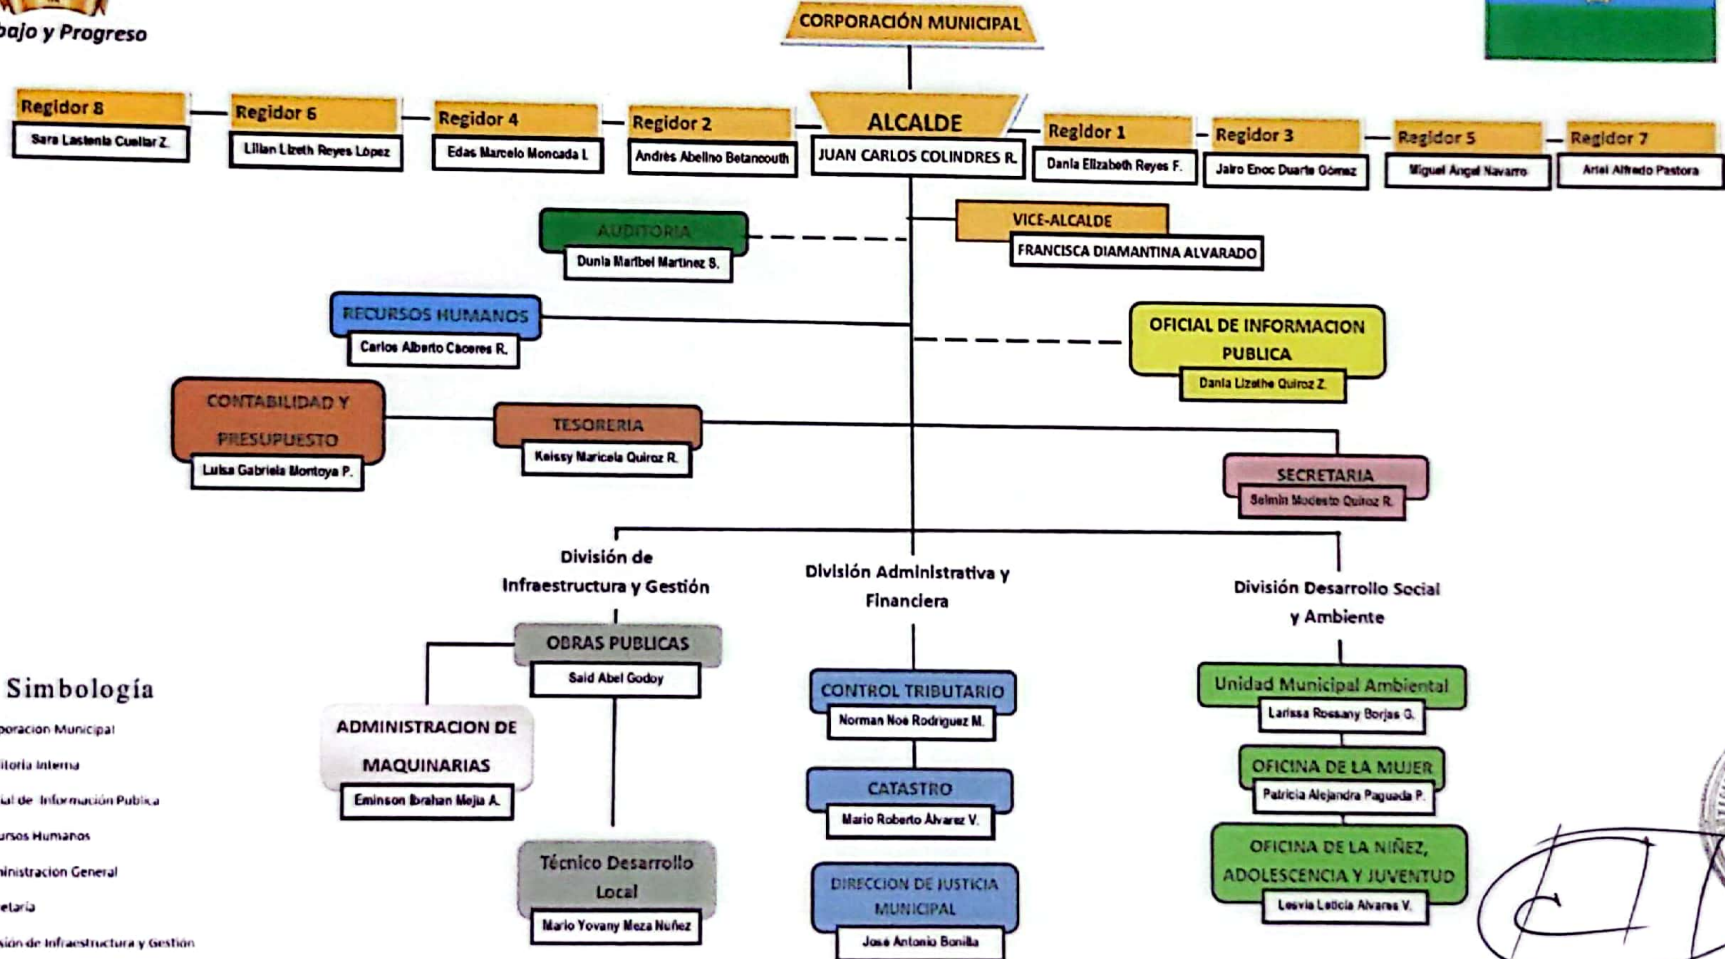 bajo y Progreso
CORPORACIÓN MUNICIPAL
Regidor 8
Sara Lastenia Cuellar Z.
Regidor 6
Lilian Lizeth Reyes López
Regidor 4
Edas Marcelo Moncada L
Regidor 2
Andrés Abelino Betancouth
ALCALDE
JUAN CARLOS COLINDRES R.
Regidor 1
Dania Elizabeth Reyes F.
Regidor 3
Jairo Enoc Duarte Gómez
Regidor 5
Miguel Angel Navarro
Regidor 7
Ariel Alfredo Pastora
AUDITORIA
Dunia Maribel Martinez S.
VICE-ALCALDE
FRANCISCA DIAMANTINA ALVARADO
RECURSOS HUMANOS
Carlos Alberto Cáceres R.
OFICIAL DE INFORMACION
PUBLICA
Dania Lizethe Quiroz Z.
CONTABILIDAD Y
PRESUPUESTO
Luisa Gabriela Montoya P.
TESORERIA
Keissy Maricela Quiroz R.
SECRETARIA
Selmin Modesto Quiroz R.
División de
Infraestructura y Gestión
División Administrativa y
Financiera
División Desarrollo Social
y Ambiente
OBRAS PUBLICAS
Said Abel Godoy
ADMINISTRACION DE
MAQUINARIAS
Eminson Ibrahan Mejia A.
Técnico Desarrollo
Local
Mario Yovany Meza Nuñez
CONTROL TRIBUTARIO
Norman Noé Rodriguez M.
CATASTRO
Mario Roberto Álvarez V.
DIRECCION DE JUSTICIA
MUNICIPAL
José Antonio Bonilla
Unidad Municipal Ambiental
Larissa Rossany Borjas G.
OFICINA DE LA MUJER
Patricia Alejandra Paguada P.
OFICINA DE LA NIÑEZ,
ADOLESCENCIA Y JUVENTUD
Lesvia Leticia Alvares V.
Simbología
poración Municipal
itoría Interna
ial de Información Publica
ursos Humanos
ministración General
etaria
sión de Infraestructura y Gestión